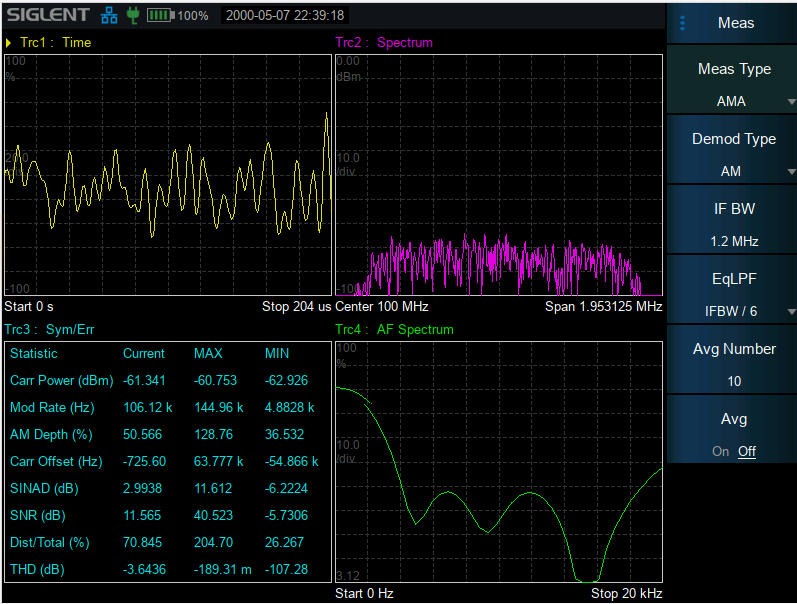 SIGLENT 100% 2000-05-07 22:39:18
Meas
Trc1 : Time
Trc2 : Spectrum
100
%
0.00
dBm
Meas Type
AMA
Demod Type
AM
20.0
10.0
/div
IF BW
1.2 MHz
EqLPF
IFBW / 6
-100
Start 0 s Stop 204 us
Center 100 MHz Span 1.953125 MHz
Trc3 : Sym/Err
Trc4 : AF Spectrum
Statistic Current MAX MIN
Carr Power (dBm) -61.341 -60.753 -62.926
Mod Rate (Hz) 106.12 k 144.96 k 4.8828 k
AM Depth (%) 50.566 128.76 36.532
Carr Offset (Hz) -725.60 63.777 k -54.866 k
SINAD (dB) 2.9938 11.612 -6.2224
SNR (dB) 11.565 40.523 -5.7306
Dist/Total (%) 70.845 204.70 26.267
THD (dB) -3.6436 -189.31 m -107.28
100
%
10.0
/div
3.12
Start 0 Hz Stop 20 kHz
Avg Number
10
Avg
On Off